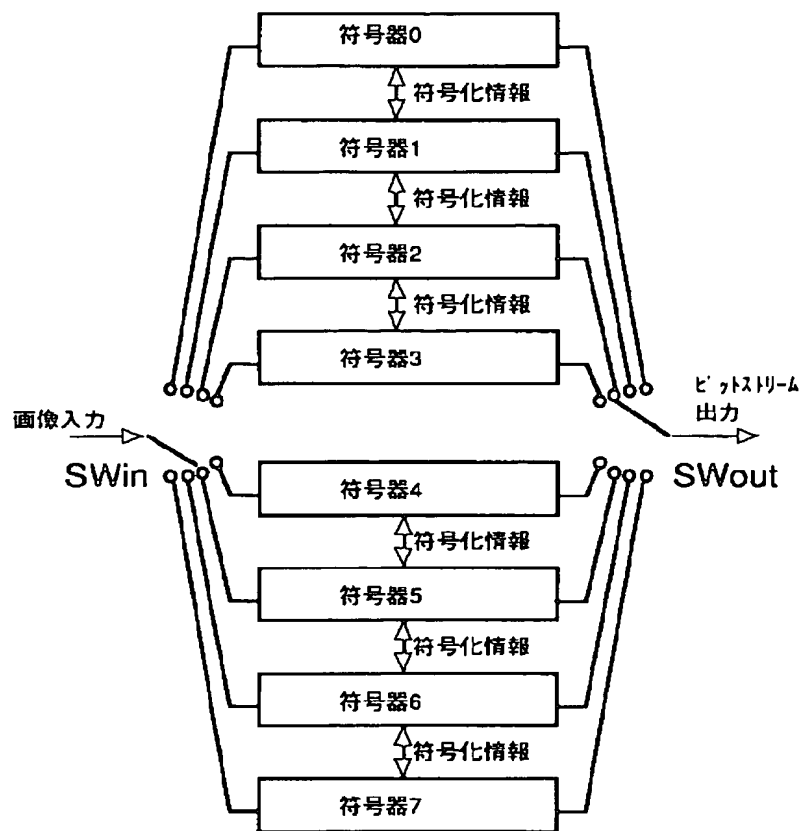 符号器0
符号化情報
符号器1
符号化情報
符号器2
符号化情報
符号器3
画像入力
SWin
ビットストリーム
出力
SWout
符号器4
符号化情報
符号器5
符号化情報
符号器6
符号化情報
符号器7